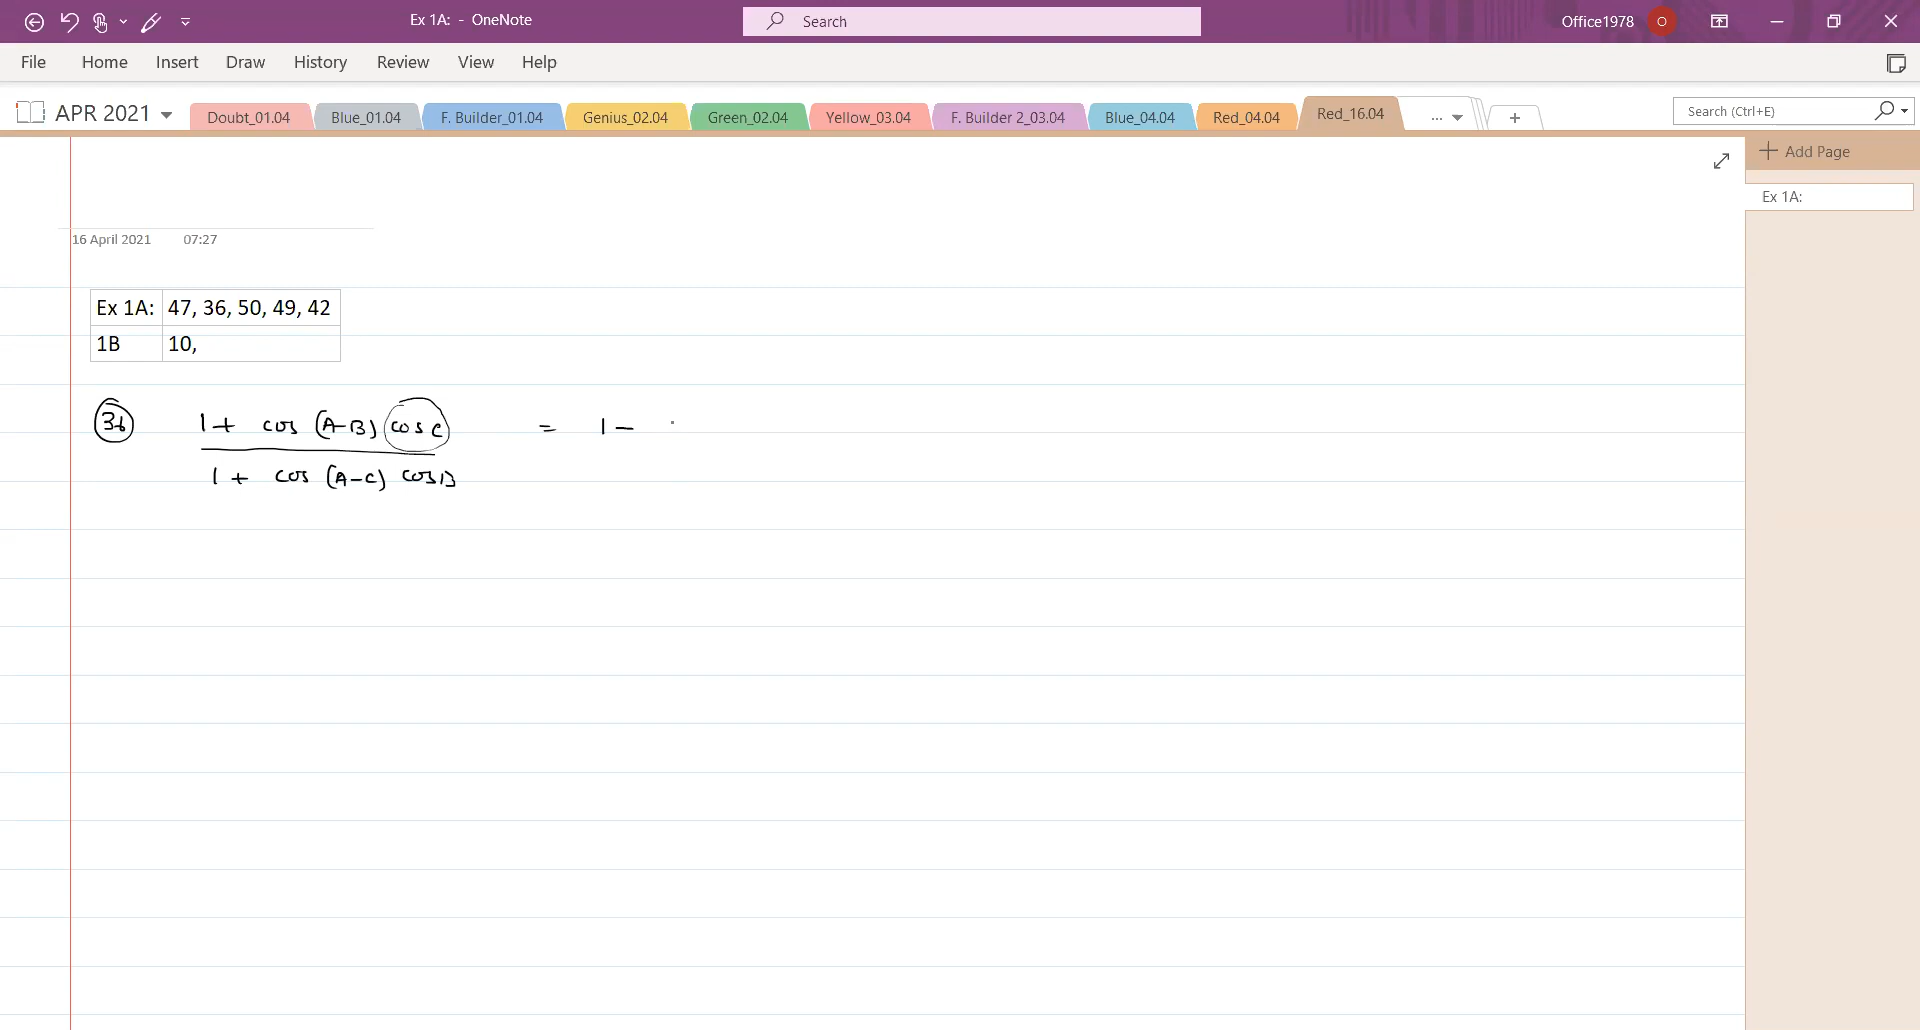 Ex 1A: - OneNote
Search
Office1978
O
File Home Insert Draw History Review View Help
APR 2021
Doubt_01.04 Blue_01.04 F. Builder_01.04 Genius_02.04 Green_02.04 Yellow_03.04 F. Builder 2_03.04 Blue_04.04 Red_04.04 Red_16.04 ... +
Search (Ctrl+E)
Add Page
Ex 1A:
16 April 2021 07:27
Ex 1A: 47, 36, 50, 49, 42
1B 10,
36 1 + cos (A-B) cos C = 1 -
1 + cos (A-C) cos B